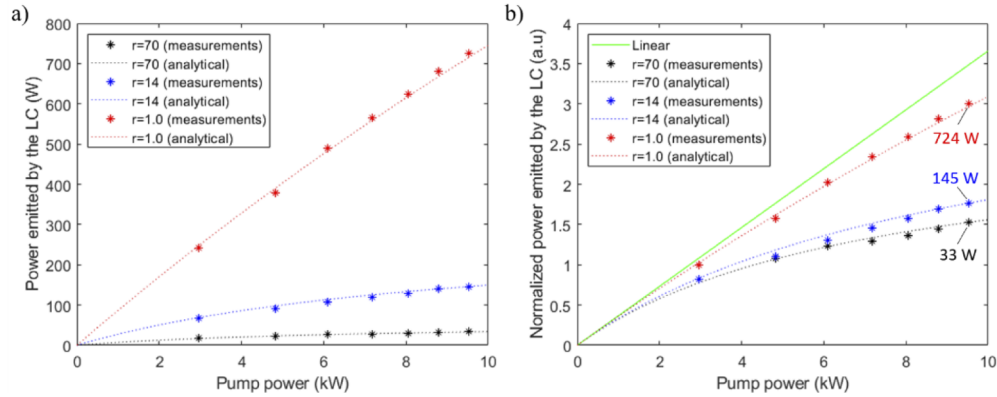 a)
Power emitted by the LC (W)
800
700
600
500
400
300
200
100
0
r=70 (measurements)
r=70 (analytical)
r=14 (measurements)
r=14 (analytical)
r=1.0 (measurements)
r=1.0 (analytical)
0 2 4 6 8 10
Pump power (kW)
b)
Normalized power emitted by the LC (a.u)
4
3.5
3
2.5
2
1.5
1
0.5
0
Linear
r=70 (measurements)
r=70 (analytical)
r=14 (measurements)
r=14 (analytical)
r=1.0 (measurements)
r=1.0 (analytical)
724 W
145 W
33 W
0 2 4 6 8 10
Pump power (kW)